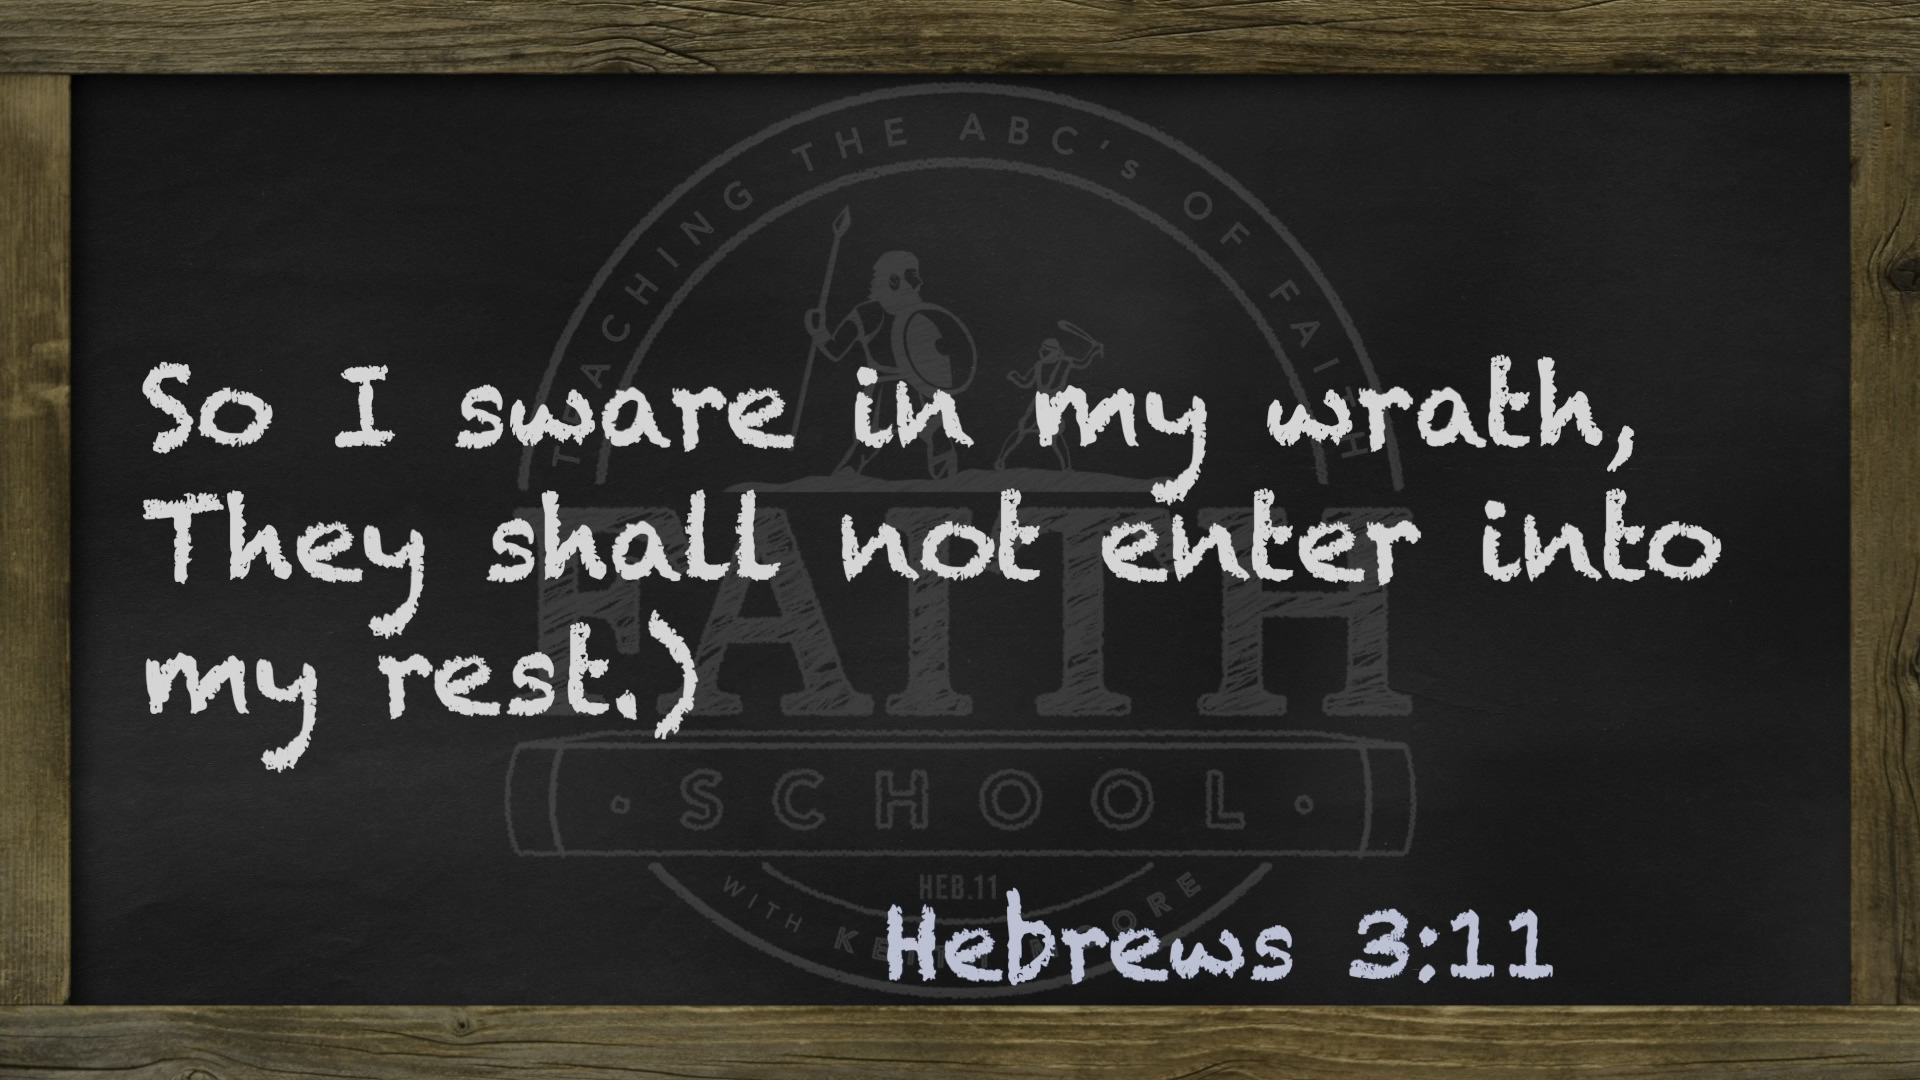 TEACHING THE ABC's OF FAITH
So I sware in my wrath,
They shall not enter into
my rest.)
FAITH
SCHOOL
HEB.11
WITH
Hebrews 3:11